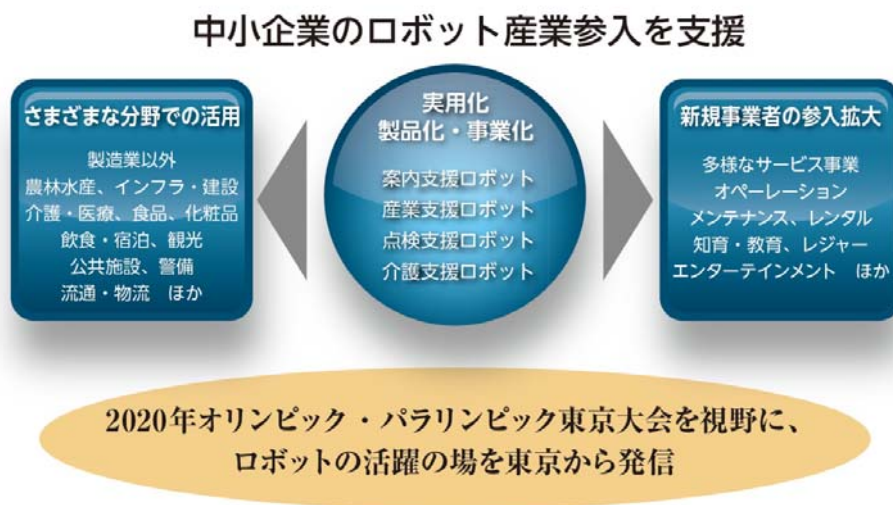 中小企業のロボット産業参入を支援
さまざまな分野での活用
製造業以外
農林水産、インフラ・建設
介護・医療、食品、化粧品
飲食・宿泊、観光
公共施設、警備
流通・物流　ほか
実用化
製品化・事業化
案内支援ロボット
産業支援ロボット
点検支援ロボット
介護支援ロボット
新規事業者の参入拡大
多様なサービス事業
オペレーション
メンテナンス、レンタル
知育・教育、レジャー
エンターテインメント　ほか
2020年オリンピック・パラリンピック東京大会を視野に、
ロボットの活躍の場を東京から発信